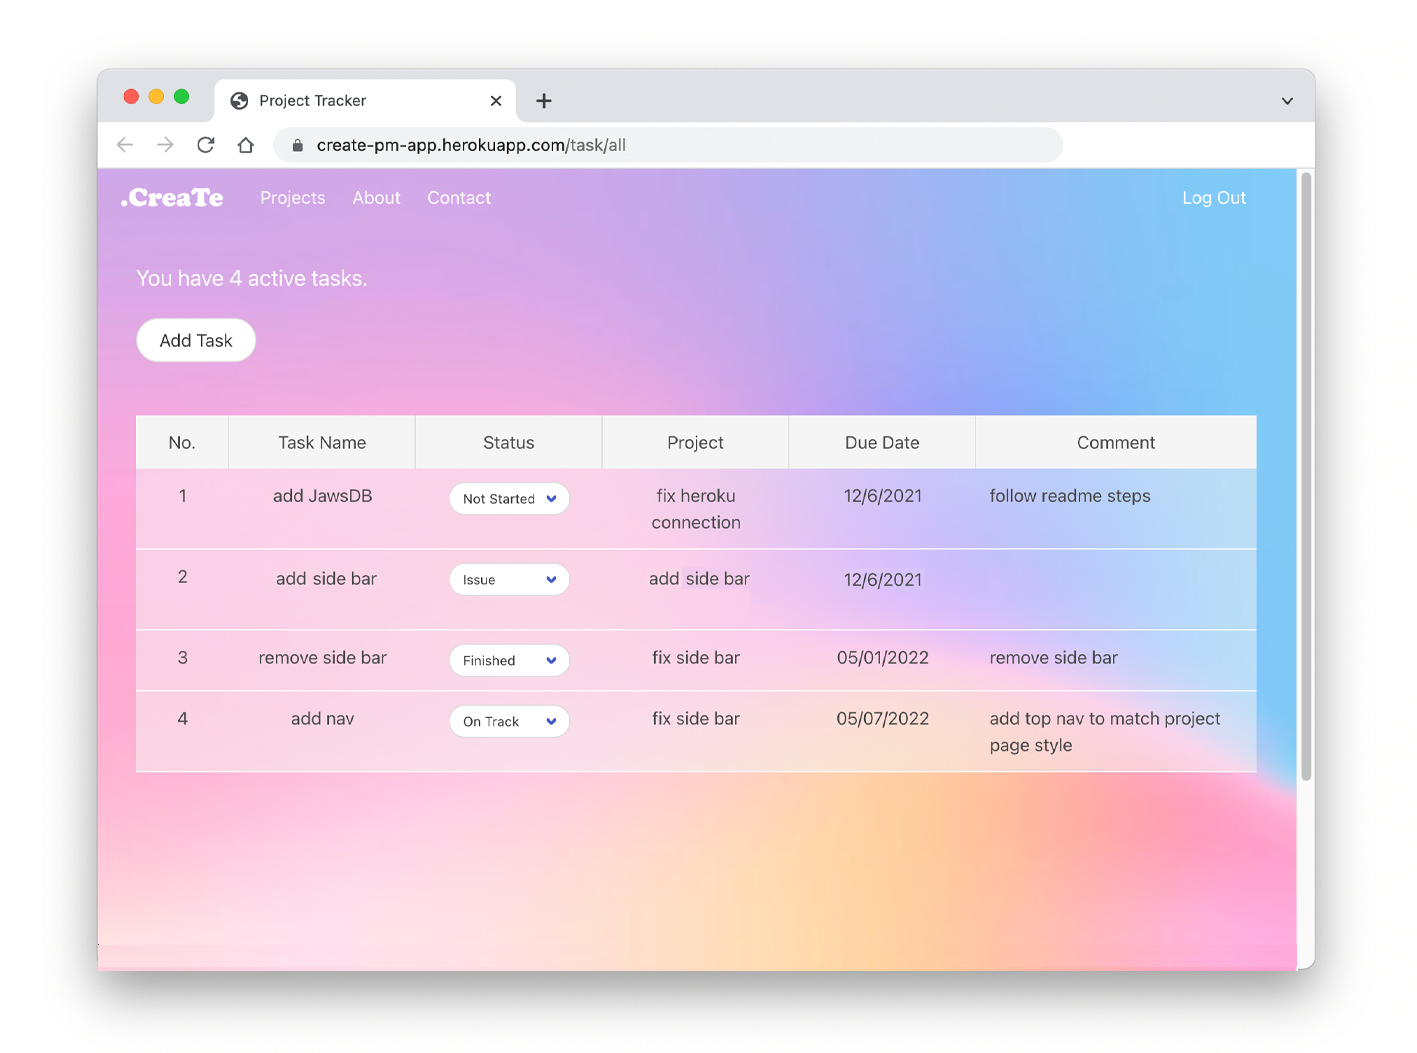 Project Tracker
create-pm-app.herokuapp.com/task/all
.CreaTe Projects About Contact Log Out
You have 4 active tasks.
Add Task
No. Task Name Status Project Due Date Comment
1 add JawsDB Not Started fix heroku 12/6/2021 follow readme steps
connection
2 add side bar Issue add side bar 12/6/2021
3 remove side bar Finished fix side bar 05/01/2022 remove side bar
4 add nav On Track fix side bar 05/07/2022 add top nav to match project
page style